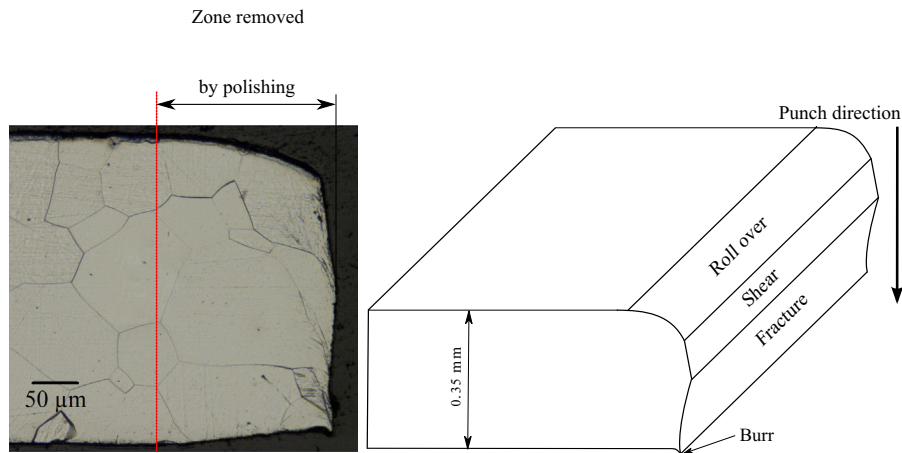 Zone removed
by polishing
Punch direction
Roll over
Shear
Fracture
0.35 mm
50 µm
Burr